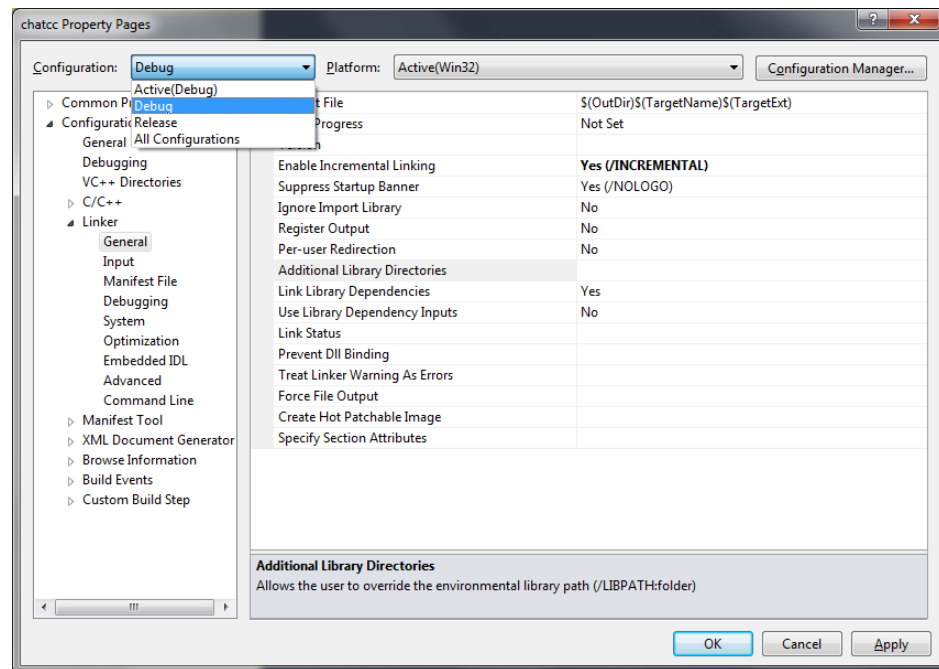 chatcc Property Pages
Configuration: Debug Platform: Active(Win32) Configuration Manager...
Active(Debug)
Debug
Release
All Configurations
Common P
Configuratio
General
Debugging
VC++ Directories
C/C++
Linker
General
Input
Manifest File
Debugging
System
Optimization
Embedded IDL
Advanced
Command Line
Manifest Tool
XML Document Generator
Browse Information
Build Events
Custom Build Step
File $(OutDir)$(TargetName)$(TargetExt)
Progress Not Set
Enable Incremental Linking Yes (/INCREMENTAL)
Suppress Startup Banner Yes (/NOLOGO)
Ignore Import Library No
Register Output No
Per-user Redirection No
Additional Library Directories
Link Library Dependencies Yes
Use Library Dependency Inputs No
Link Status
Prevent Dll Binding
Treat Linker Warning As Errors
Force File Output
Create Hot Patchable Image
Specify Section Attributes
Additional Library Directories
Allows the user to override the environmental library path (/LIBPATH:folder)
OK Cancel Apply